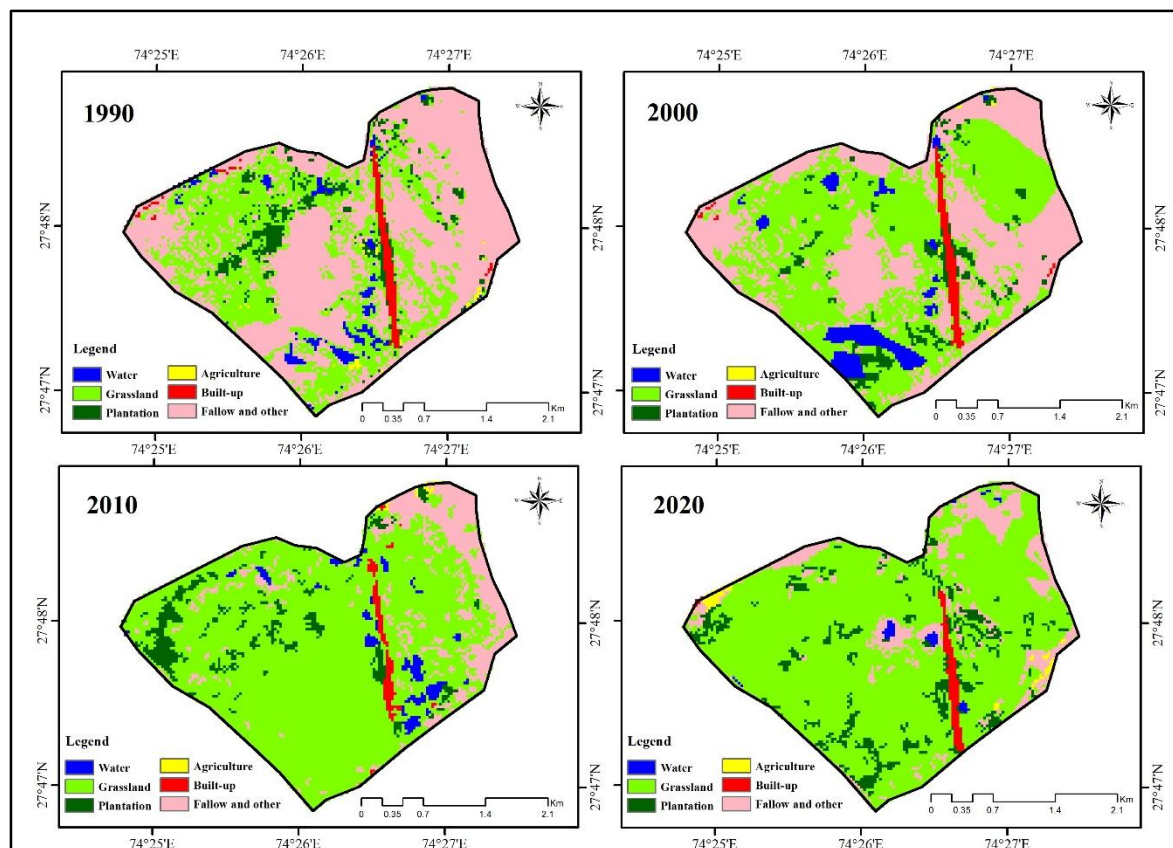 74°25'E 74°26'E 74°27'E
1990
27°48'N
27°47'N
Legend
Water
Grassland
Plantation
Agriculture
Built-up
Fallow and other
Km
0 0.35 0.7 1.4 2.1
74°25'E 74°26'E 74°27'E
2000
27°48'N
27°47'N
Legend
Water
Grassland
Plantation
Agriculture
Built-up
Fallow and other
Km
0 0.35 0.7 1.4 2.1
74°25'E 74°26'E 74°27'E
2010
27°48'N
27°47'N
Legend
Water
Grassland
Plantation
Agriculture
Built-up
Fallow and other
Km
0 0.35 0.7 1.4 2.1
74°25'E 74°26'E 74°27'E
74°25'E 74°26'E 74°27'E
2020
27°48'N
27°47'N
Legend
Water
Grassland
Plantation
Agriculture
Built-up
Fallow and other
Km
0 0.35 0.7 1.4 2.1
74°25'E 74°26'E 74°27'E